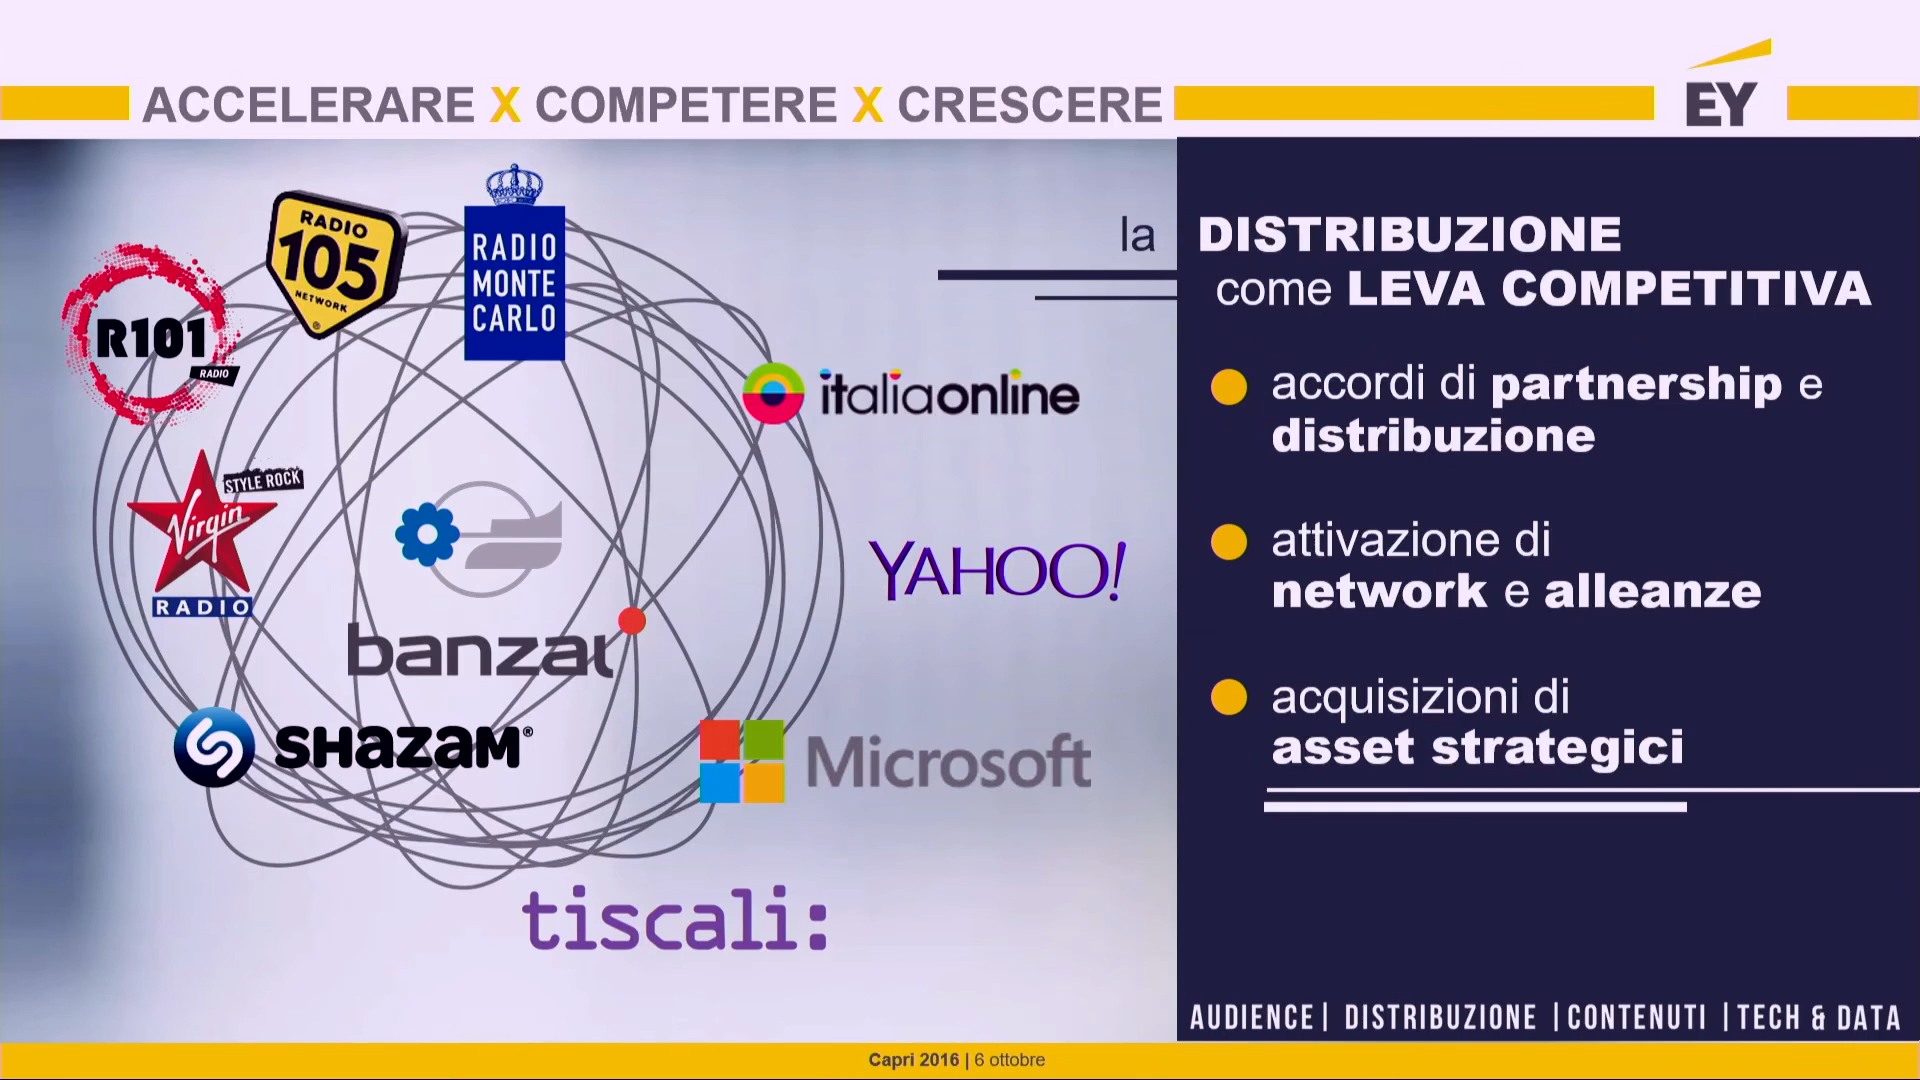 ACCELERARE X COMPETERE X CRESCERE
EY
RADIO
105
NETWORK
®
RADIO
MONTE
CARLO
R101
RADIO
italiaonline
STYLE ROCK
Virgin
RADIO
banzai
YAHOO!
SHAZAM®
Microsoft
tiscali:
la DISTRIBUZIONE
come LEVA COMPETITIVA
accordi di partnership e
distribuzione
attivazione di
network e alleanze
acquisizioni di
asset strategici
AUDIENCE| DISTRIBUZIONE |CONTENUTI |TECH & DATA
Capri 2016 | 6 ottobre